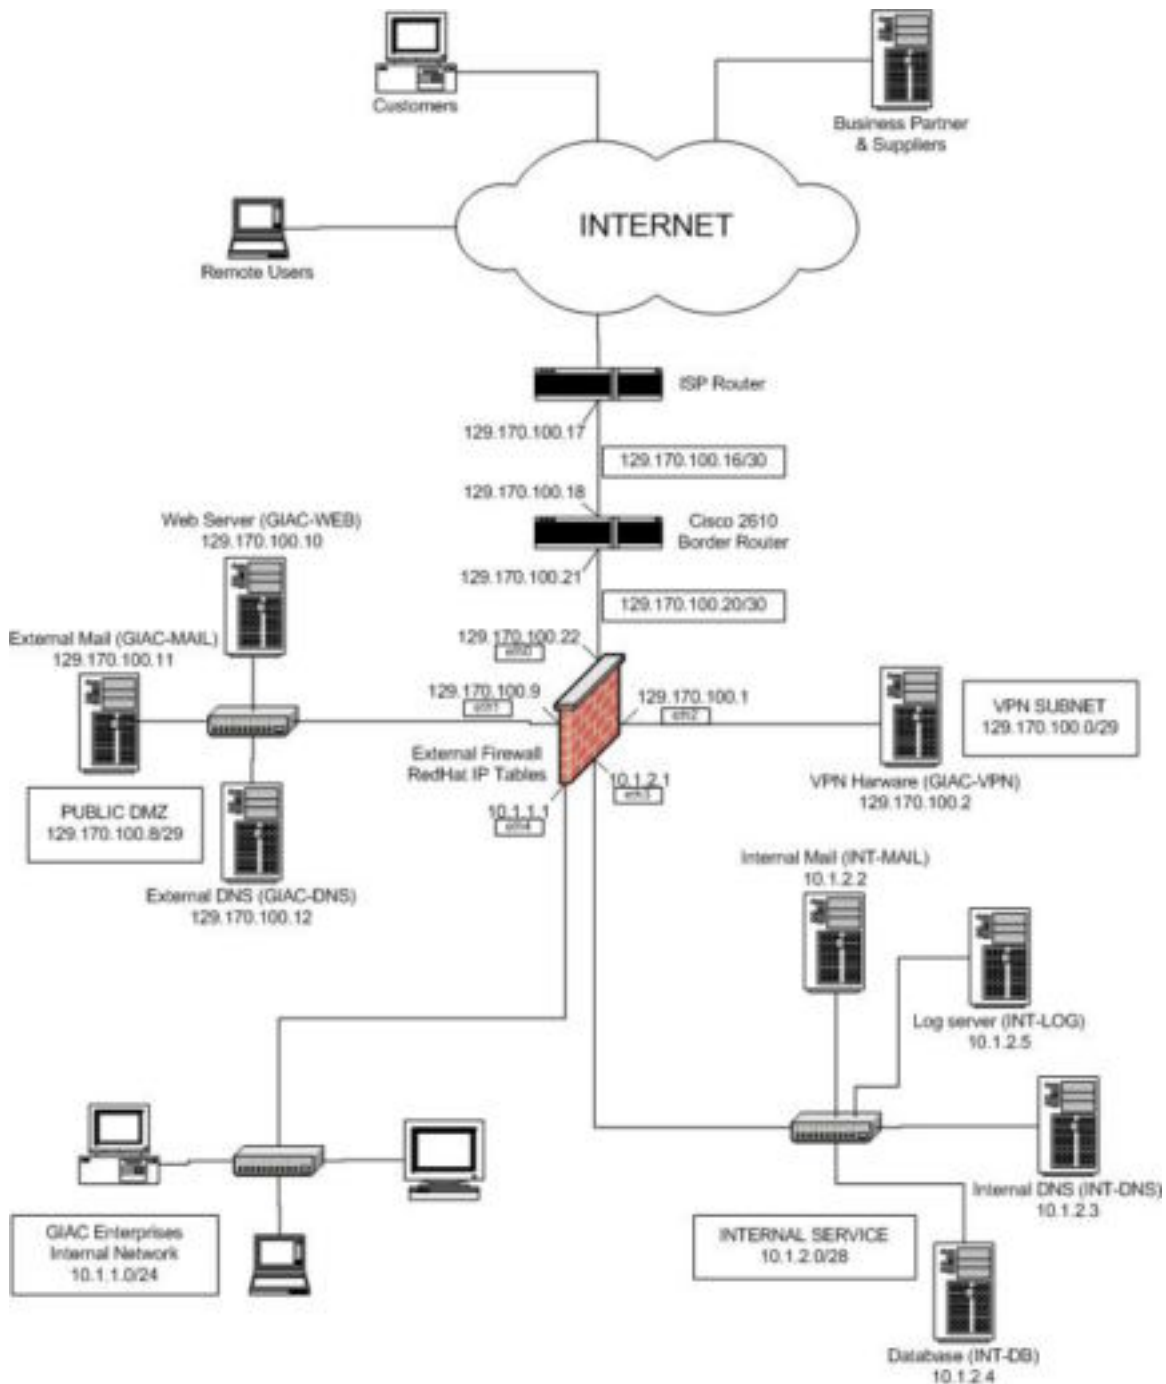 Customers
Business Partner
& Suppliers
INTERNET
Remote Users
ISP Router
129.170.100.17
129.170.100.16/30
129.170.100.18
Cisco 2610
Border Router
129.170.100.21
129.170.100.20/30
Web Server (GIAC-WEB)
129.170.100.10
External Mail (GIAC-MAIL)
129.170.100.11
129.170.100.22
eth0
129.170.100.9
eth1
129.170.100.1
eth2
VPN SUBNET
129.170.100.0/29
External Firewall
RedHat IP Tables
VPN Harware (GIAC-VPN)
129.170.100.2
10.1.2.1
eth3
10.1.1.1
eth4
PUBLIC DMZ
129.170.100.8/29
External DNS (GIAC-DNS)
129.170.100.12
Internal Mail (INT-MAIL)
10.1.2.2
Log server (INT-LOG)
10.1.2.5
Internal DNS (INT-DNS)
10.1.2.3
GIAC Enterprises
Internal Network
10.1.1.0/24
INTERNAL SERVICE
10.1.2.0/28
Database (INT-DB)
10.1.2.4